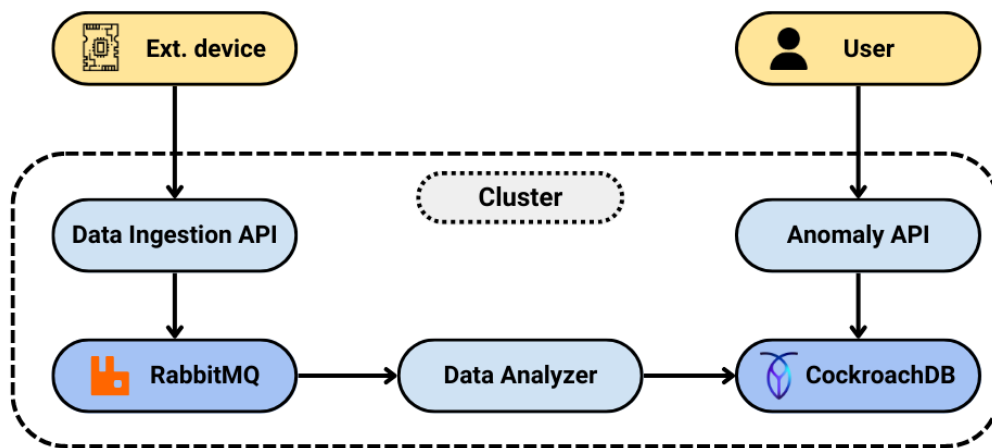 Ext. device
User
Cluster
Data Ingestion API
Anomaly API
RabbitMQ
Data Analyzer
CockroachDB